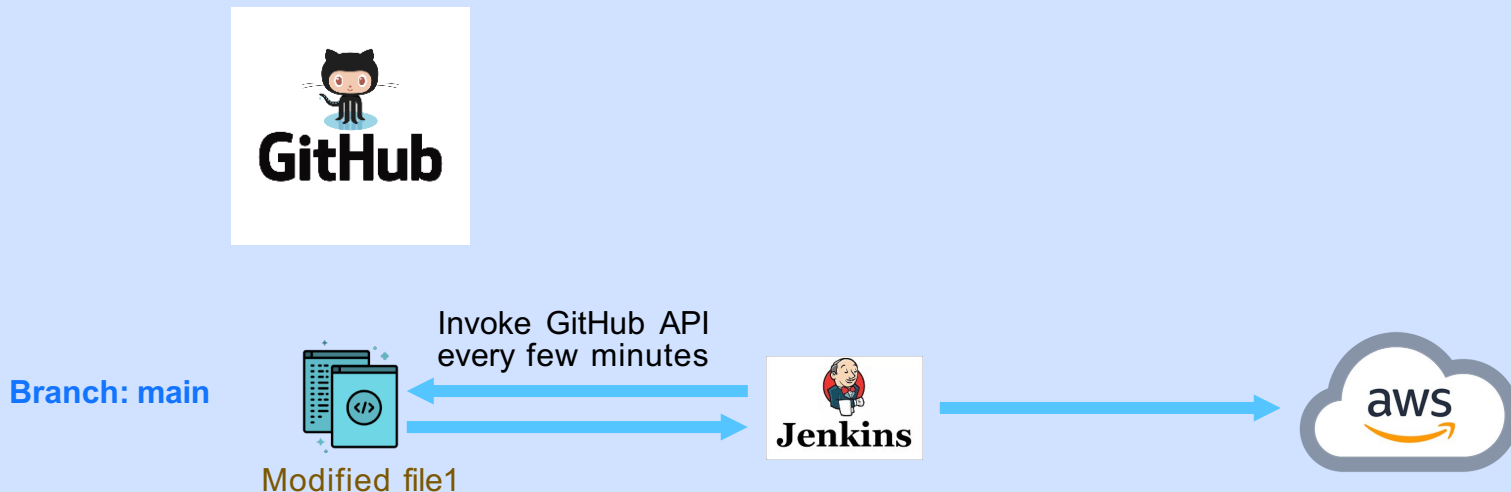 GitHub
Invoke GitHub API
every few minutes
Branch: main
</>
Jenkins
aws
Modified file1